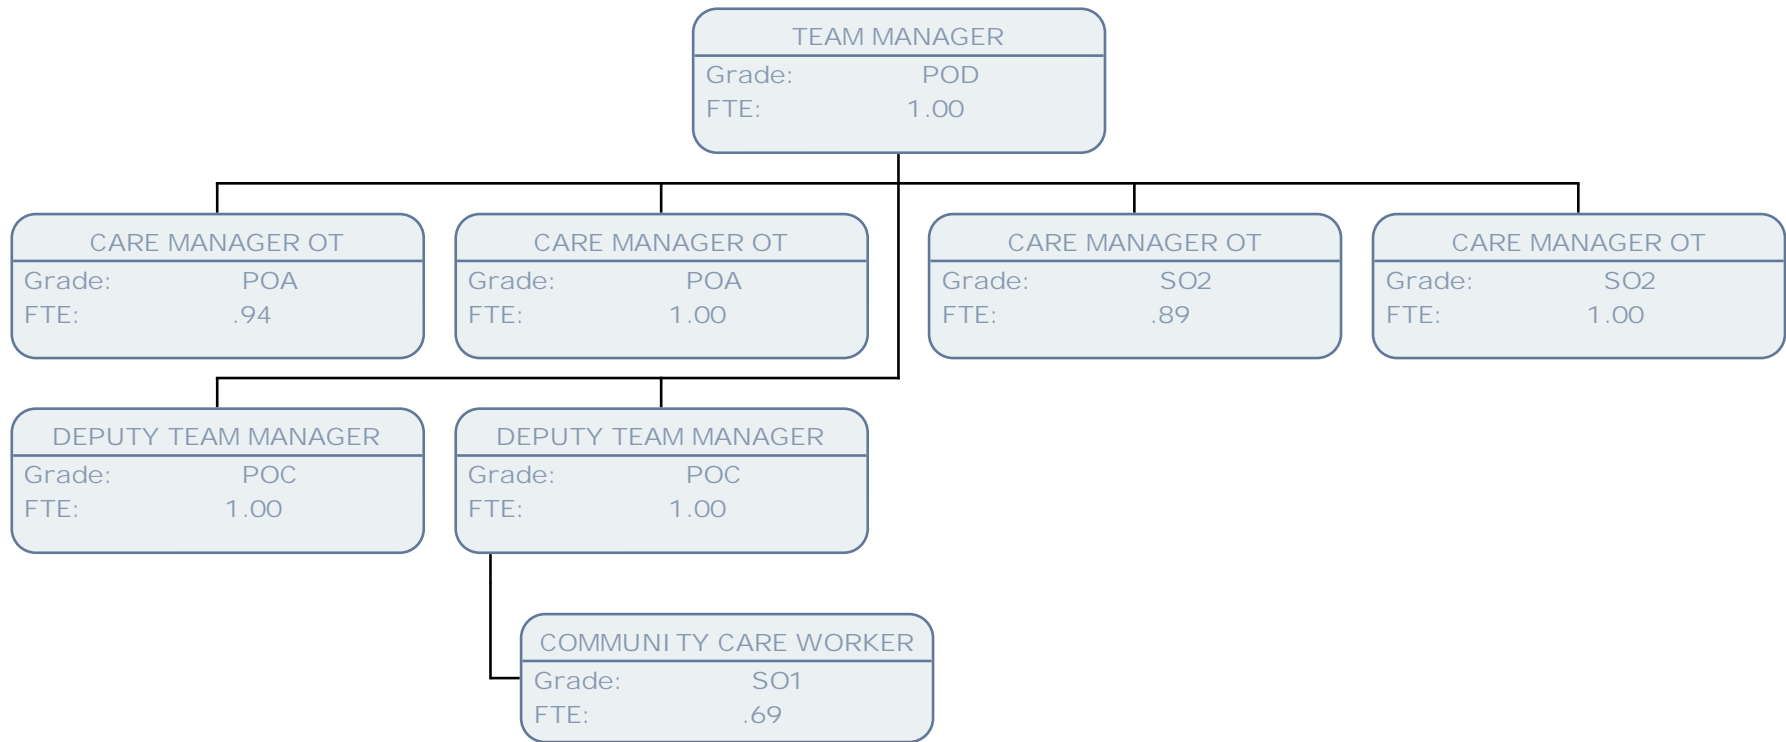 TEAM MANAGER
Grade: POD
FTE: 1.00
CARE MANAGER OT
Grade: POA
FTE: .94
CARE MANAGER OT
Grade: POA
FTE: 1.00
CARE MANAGER OT
Grade: SO2
FTE: .89
CARE MANAGER OT
Grade: SO2
FTE: 1.00
DEPUTY TEAM MANAGER
Grade: POC
FTE: 1.00
DEPUTY TEAM MANAGER
Grade: POC
FTE: 1.00
COMMUNITY CARE WORKER
Grade: SO1
FTE: .69